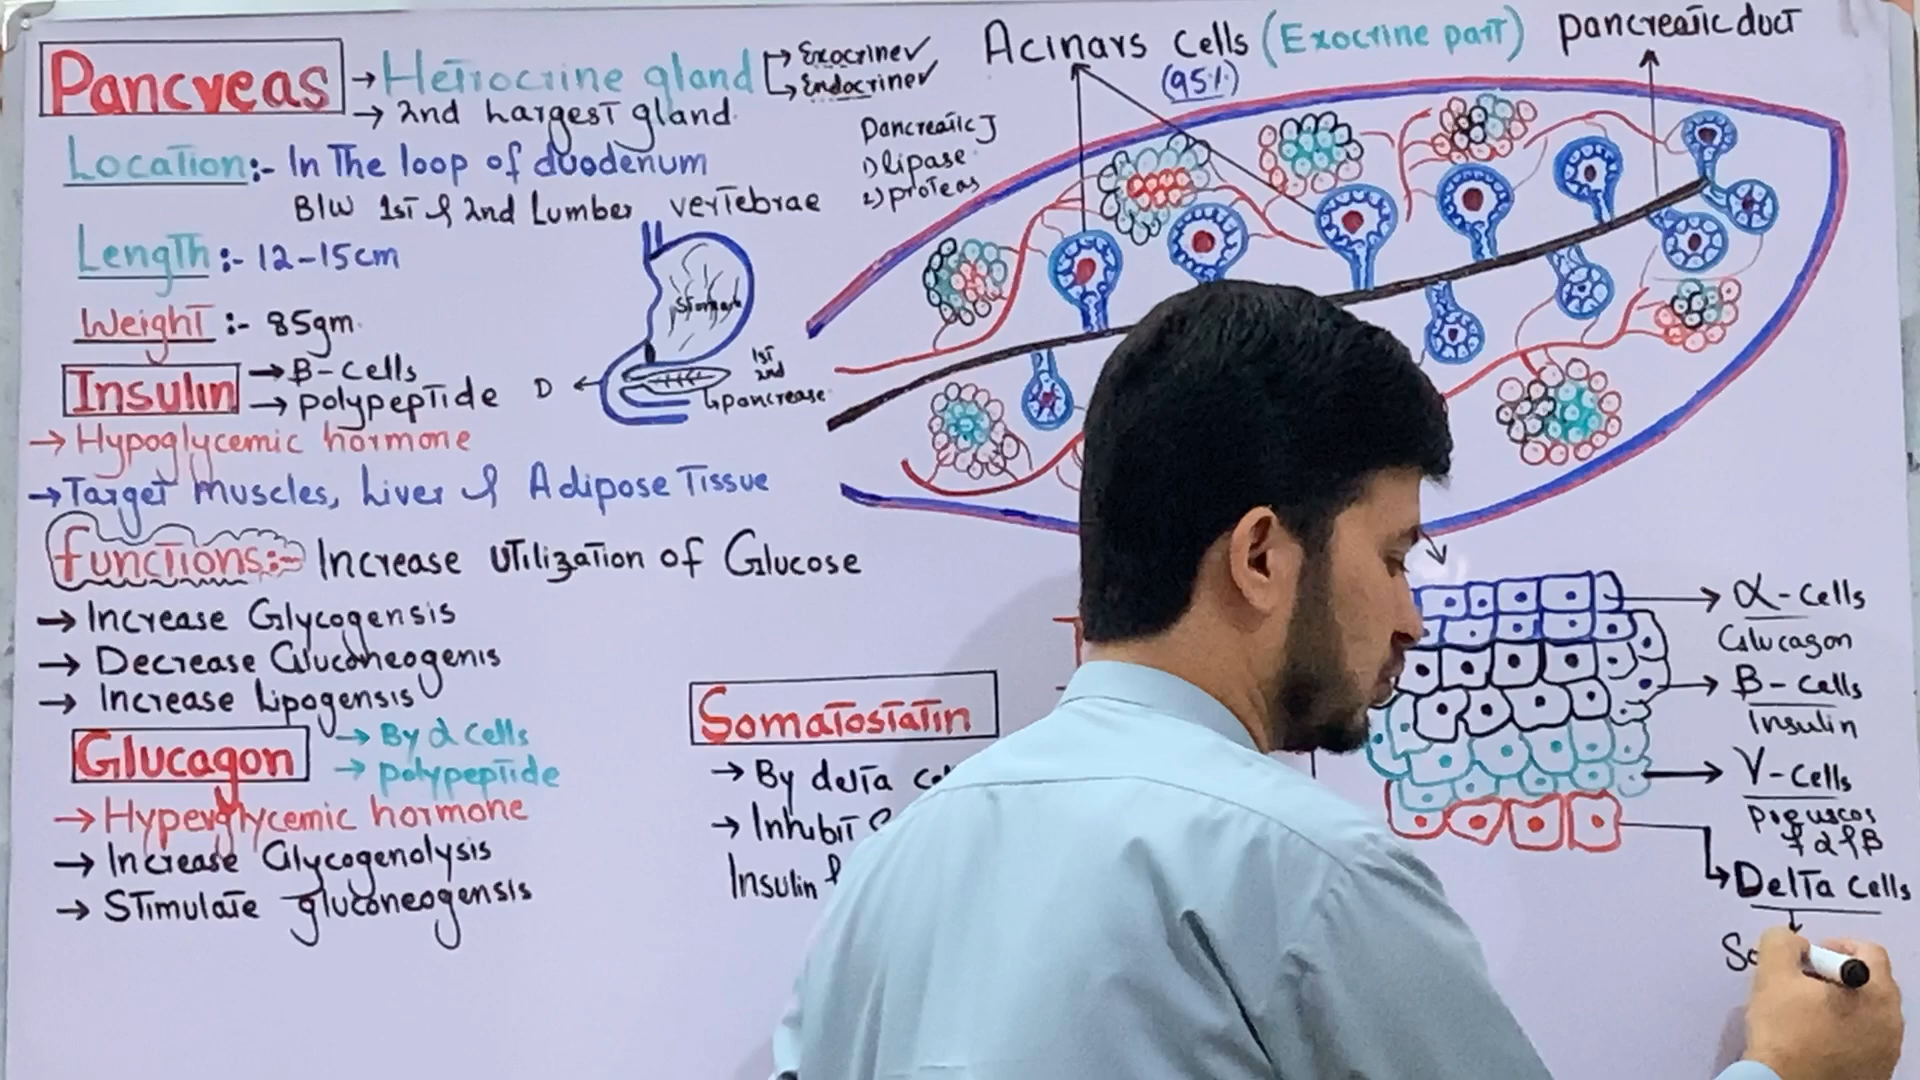 Pancreas → Hetrocrine gland → Exocrine✓
→ Endocrine✓
→ 2nd Largest gland.
Location:- In The loop of duodenum
B/W 1st & 2nd Lumber vertebrae
Length:- 12-15cm
Weight:- 85gm.
Insulin → B-cells
→ polypeptide
→ Hypoglycemic hormone
→ Target muscles, Liver & Adipose Tissue
functions:- Increase utilization of Glucose
→ Increase Glycogensis
→ Decrease Gluconeogenis
→ Increase Lipogensis
Glucagon → By α cells
→ polypeptide
→ Hyperglycemic hormone
→ Increase Glycogenolysis
→ Stimulate gluconeogensis
Stomach
1st
2nd
D
pancrease
Somatostatin
→ By delta
→ Inhibit
Insulin &
Acinars cells (Exocrine part)
(95%)
pancreatic duct
Pancreatic J
1) lipase
2) proteas
α-cells
Glucagon
B-cells
Insulin
γ-cells
α & β
Delta cells
So